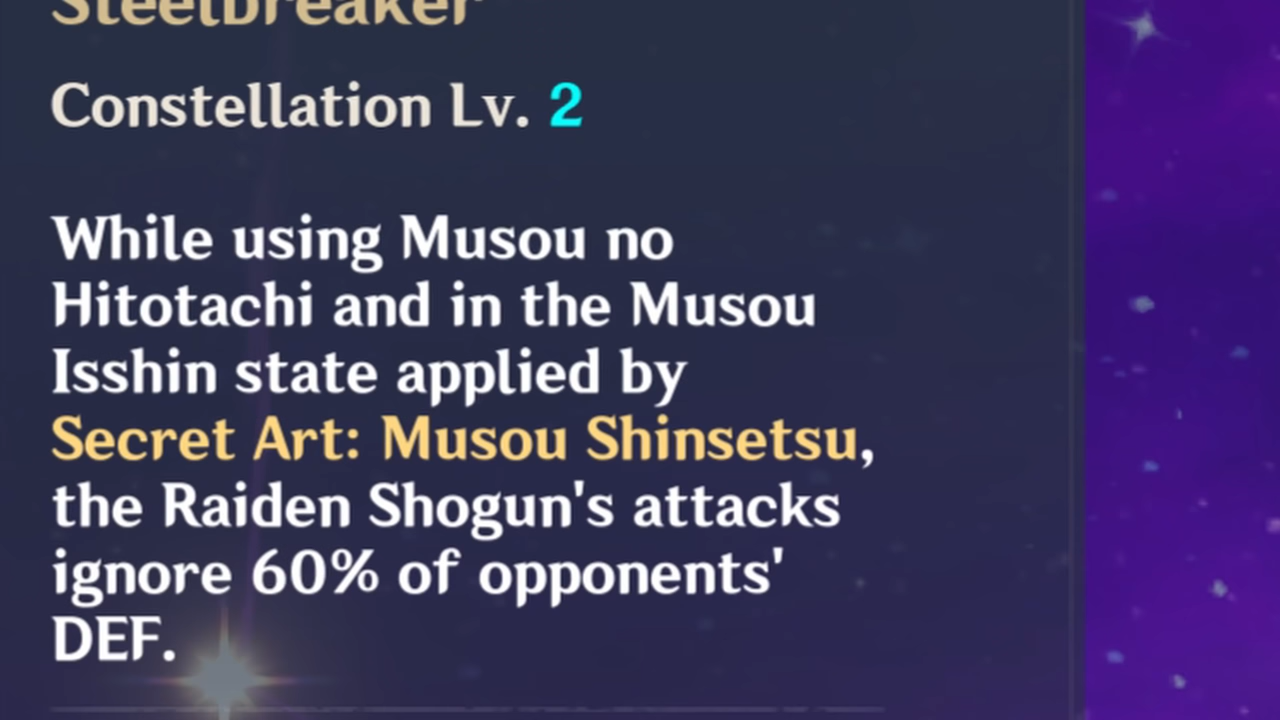 Steelbreaker
Constellation Lv. 2
While using Musou no
Hitotachi and in the Musou
Isshin state applied by
Secret Art: Musou Shinsetsu,
the Raiden Shogun's attacks
ignore 60% of opponents'
DEF.